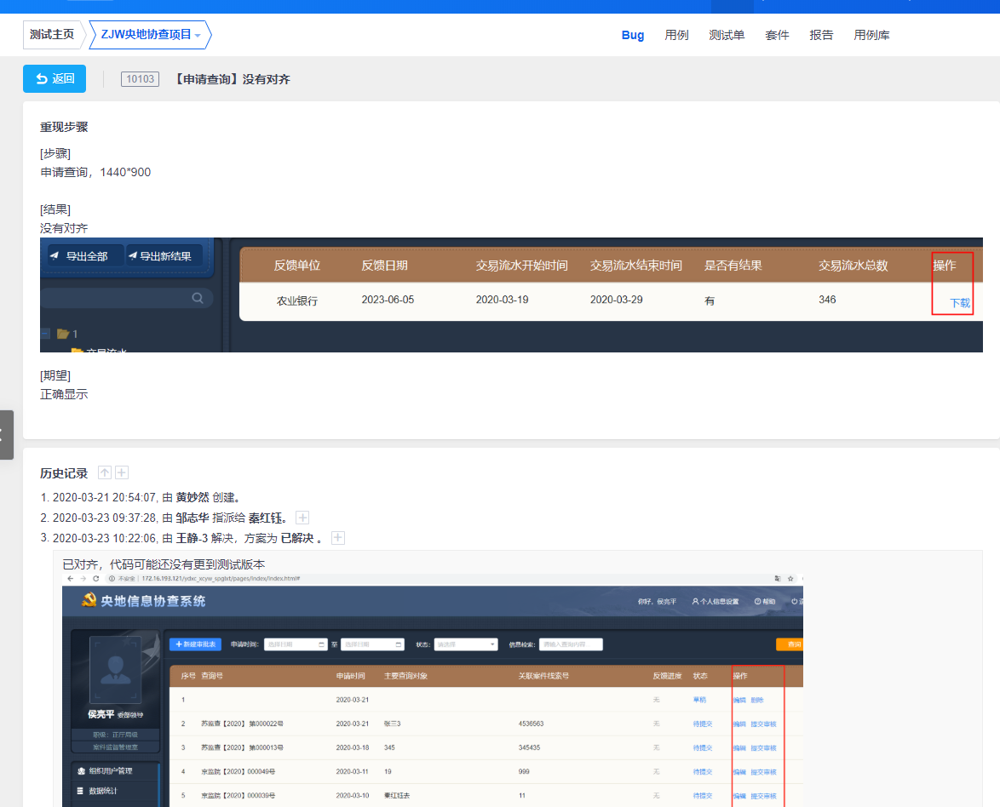 测试主页 ZJW央地协查项目 Bug 用例 测试单 套件 报告 用例库
返回 10103 【申请查询】没有对齐
重现步骤
[步骤]
申请查询，1440*900
[结果]
没有对齐
导出全部 导出新结果
反馈单位 反馈日期 交易流水开始时间 交易流水结束时间 是否有结果 交易流水总数 操作
农业银行 2023-06-05 2020-03-19 2020-03-29 有 346 下载
1
交易流水
[期望]
正确显示
历史记录
1. 2020-03-21 20:54:07, 由 黄妙然 创建。
2. 2020-03-23 09:37:28, 由 邹志华 指派给 秦红钰。
3. 2020-03-23 10:22:06, 由 王静-3 解决，方案为 已解决 。
已对齐，代码可能还没有更到测试版本
不安全 | 172.16.193.121/ydxc_xcyw_spglxt/pages/index/index.html#
央地信息协查系统 你好，侯亮平 个人信息设置 帮助
新建审批表 申请时间: 选择日期 至 选择日期 状态: 请选择 信息检索: 请输入查询内容 查询
序号 查询号 申请时间 主要查询对象 关联案件线索号 反馈进度 状态 操作
1 2020-03-21 无 草稿 编辑 删除
2 苏监查【2020】第000022号 2020-03-21 张三3 4536563 无 待提交 编辑 提交审核
3 苏监查【2020】第000013号 2020-03-18 345 345435 无 待提交 编辑 提交审核
4 京监院【2020】000049号 2020-03-11 19 999 无 待提交 编辑 提交审核
5 京监院【2020】000039号 2020-03-10 秦红钰去 11 无 待提交 编辑 提交审核
侯亮平 委部领导
职级：正厅局级
案件监督管理室
组织用户管理
数据统计